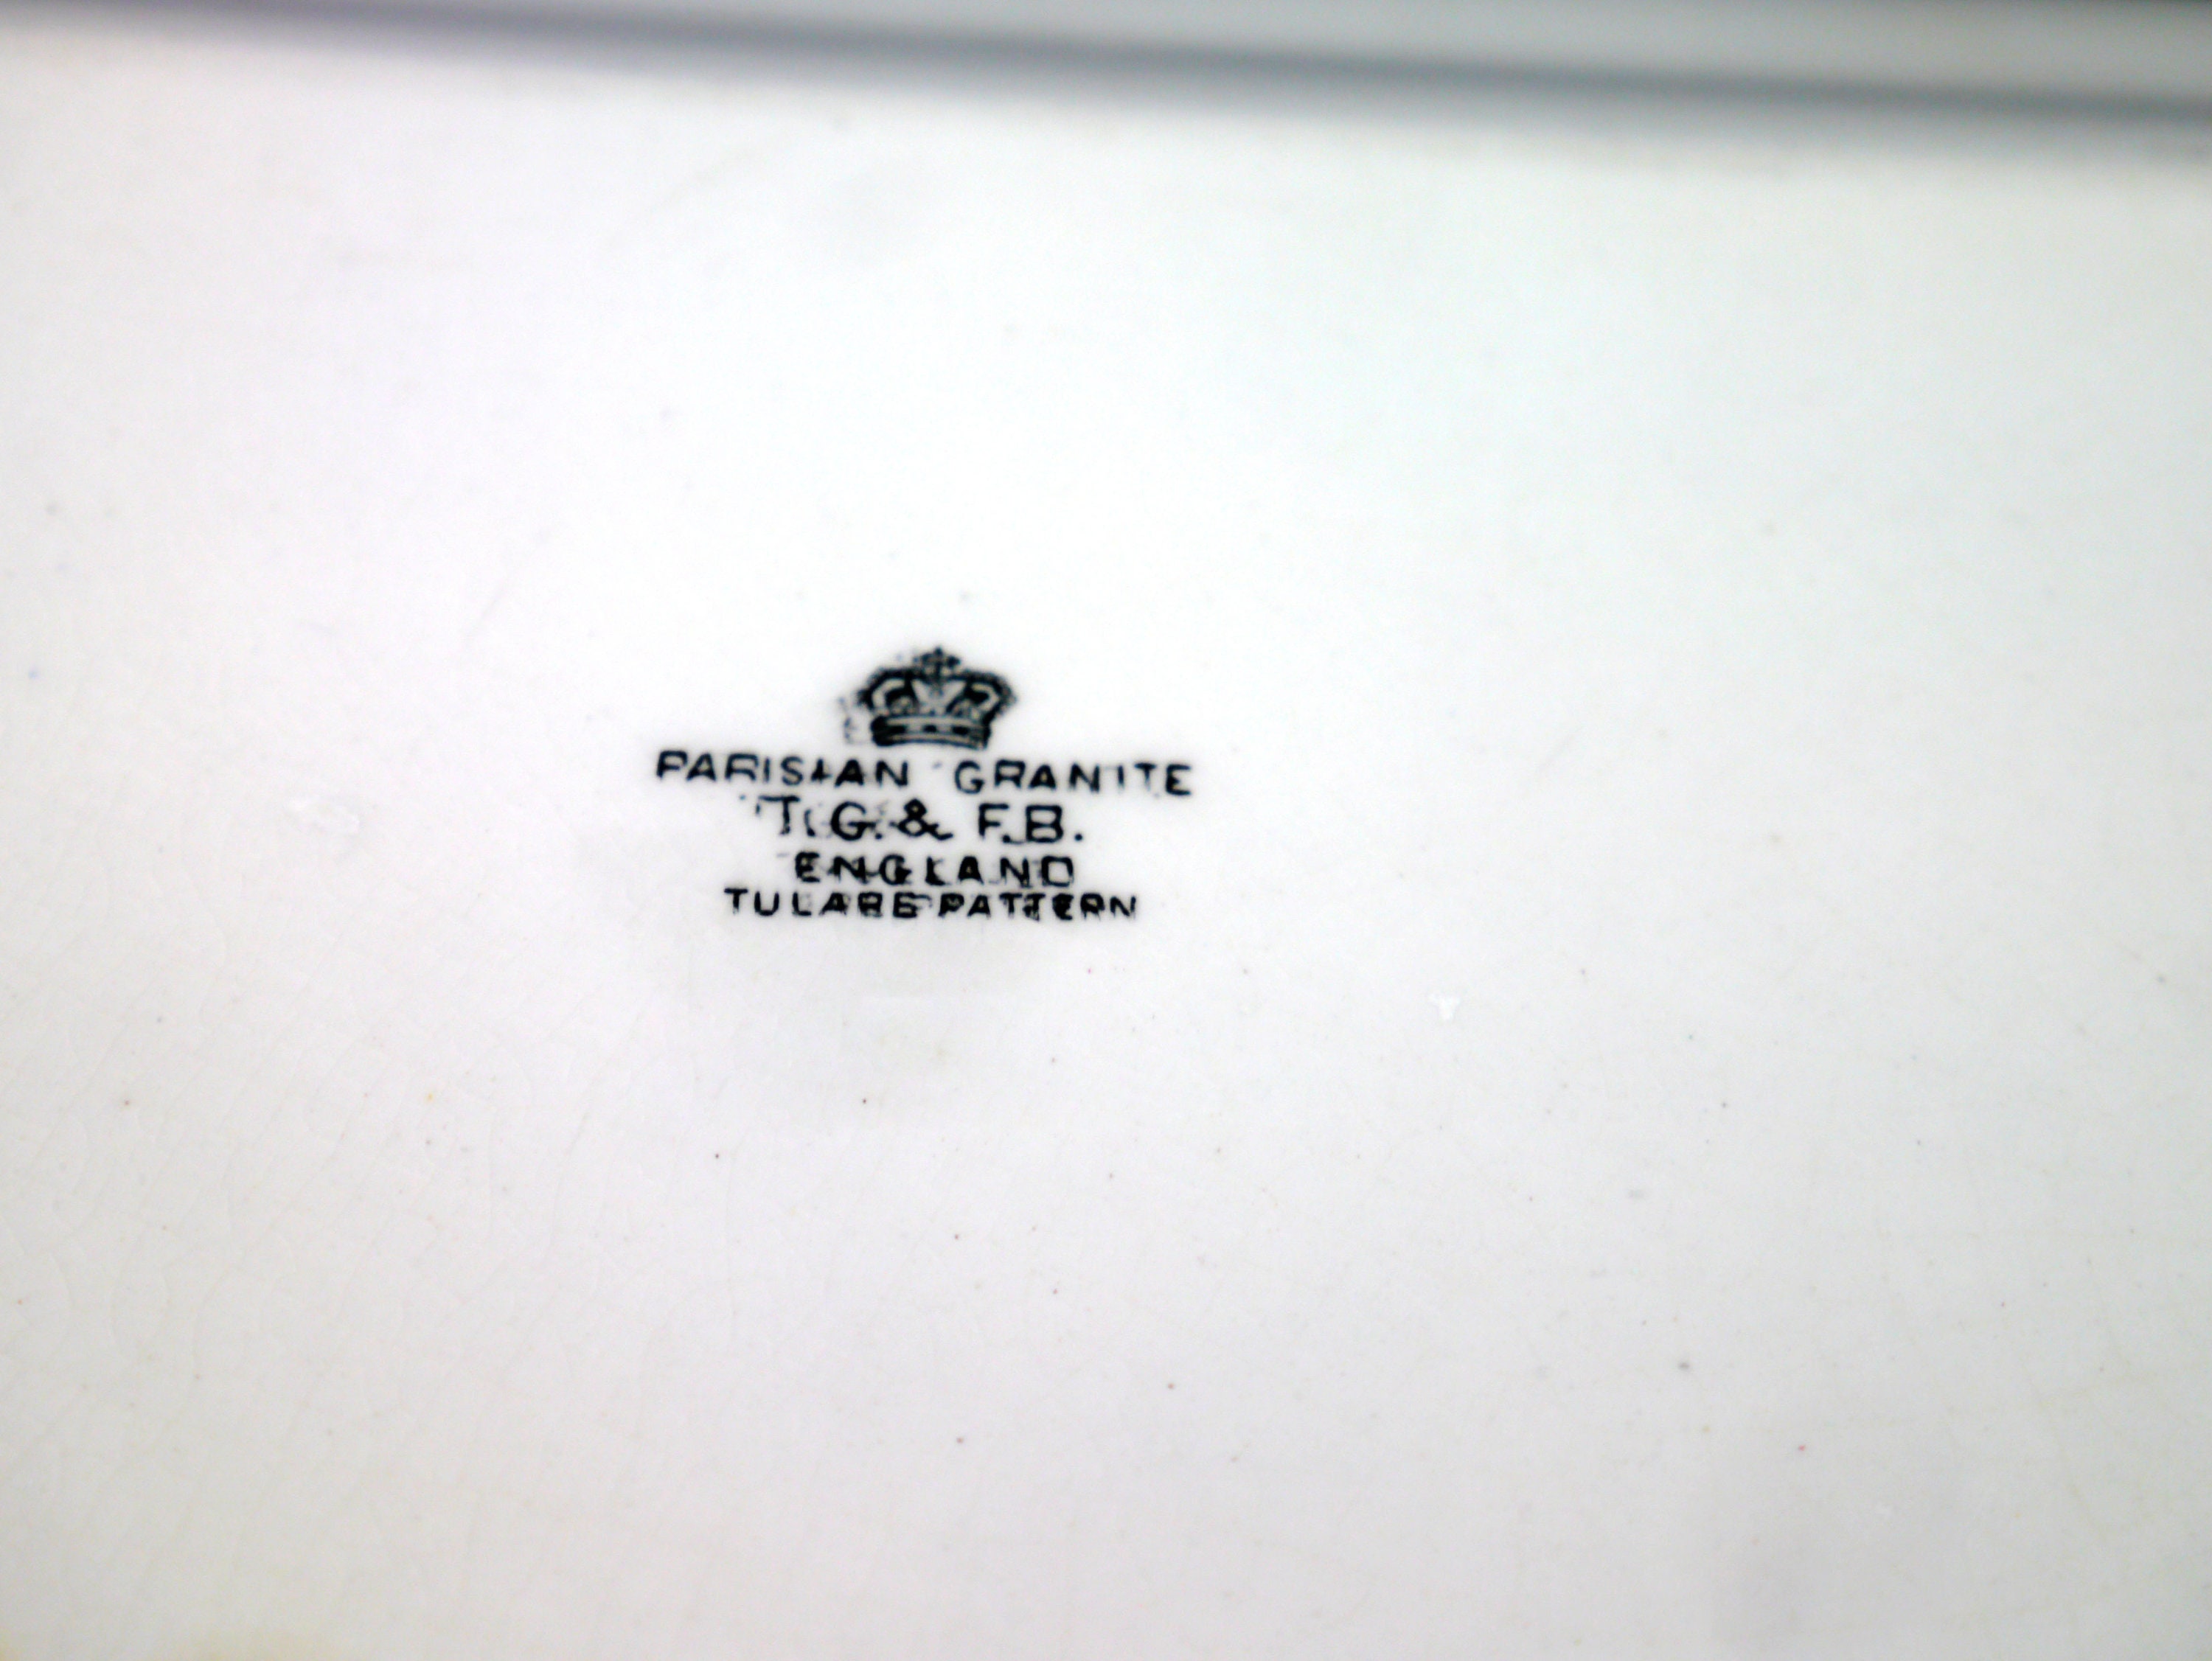 PARISIAN GRANITE
T. G. & F. B.
ENGLAND
TULARE PATTERN